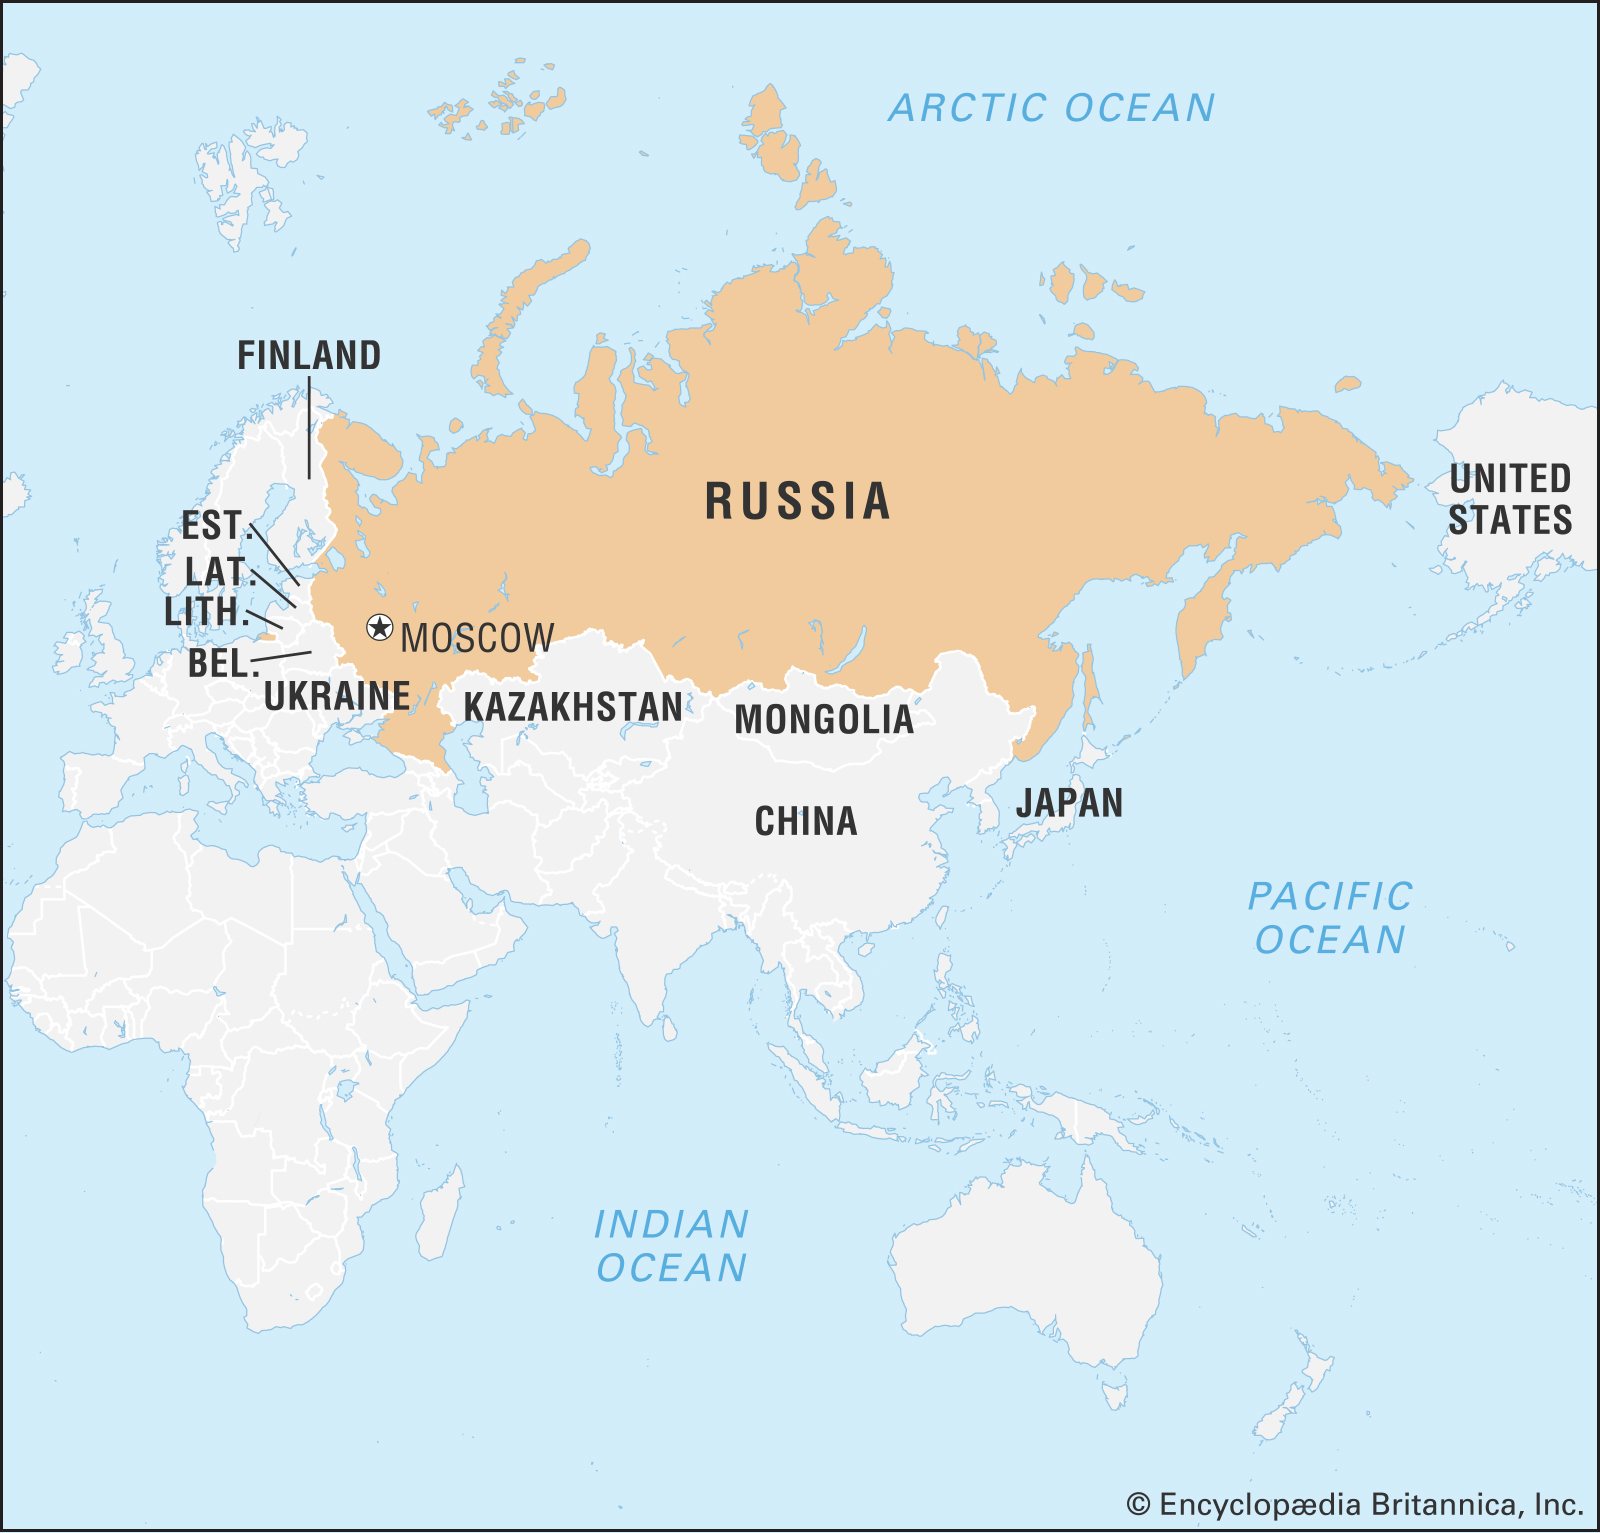 ARCTIC OCEAN
FINLAND
RUSSIA
UNITED
STATES
EST.
LAT.
LITH.
MOSCOW
BEL.
UKRAINE
KAZAKHSTAN
MONGOLIA
JAPAN
CHINA
PACIFIC
OCEAN
INDIAN
OCEAN
© Encyclopædia Britannica, Inc.